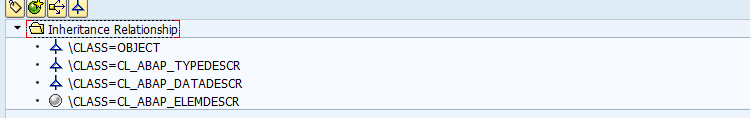 Inheritance Relationship
\CLASS=OBJECT
\CLASS=CL_ABAP_TYPEDESCR
\CLASS=CL_ABAP_DATADESCR
\CLASS=CL_ABAP_ELEMDESCR